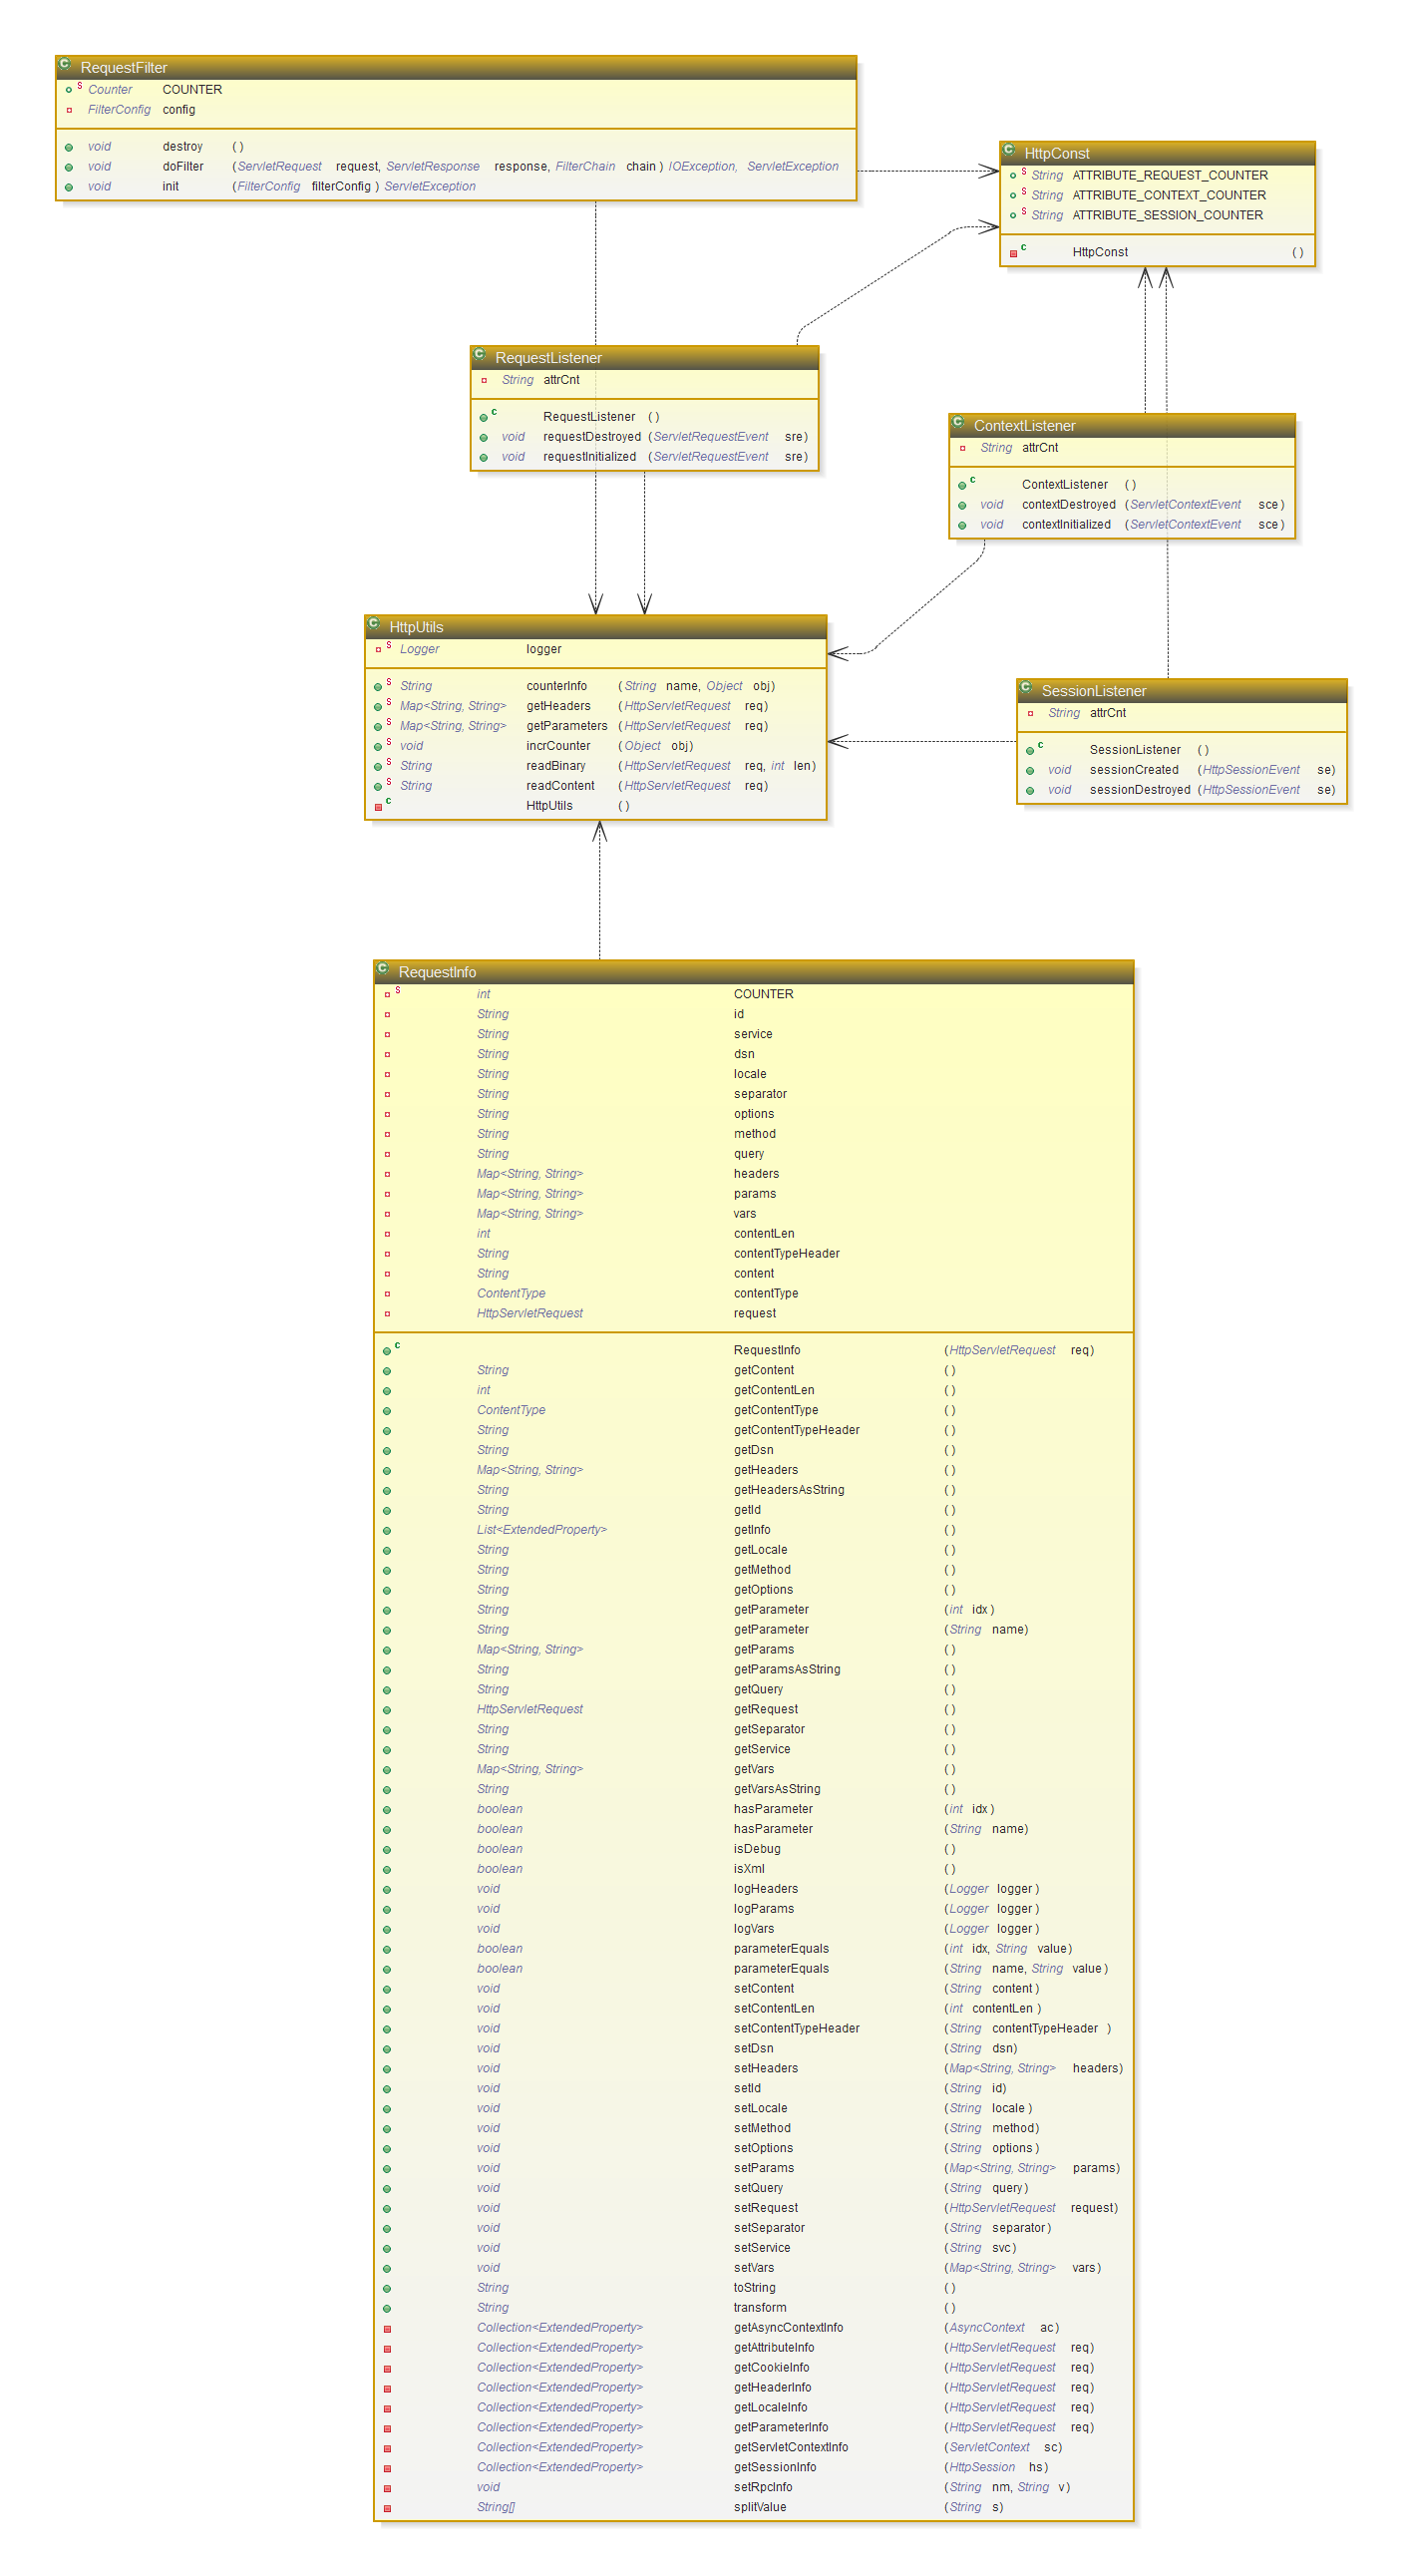 RequestFilter
S Counter COUNTER
FilterConfig config
void destroy ()
void doFilter (ServletRequest request, ServletResponse response, FilterChain chain) IOException, ServletException
void init (FilterConfig filterConfig) ServletException
HttpConst
S String ATTRIBUTE_REQUEST_COUNTER
S String ATTRIBUTE_CONTEXT_COUNTER
S String ATTRIBUTE_SESSION_COUNTER
C HttpConst ()
RequestListener
String attrCnt
C RequestListener ()
void requestDestroyed (ServletRequestEvent sre)
void requestInitialized (ServletRequestEvent sre)
ContextListener
String attrCnt
C ContextListener ()
void contextDestroyed (ServletContextEvent sce)
void contextInitialized (ServletContextEvent sce)
HttpUtils
S Logger logger
S String counterInfo (String name, Object obj)
S Map<String, String> getHeaders (HttpServletRequest req)
S Map<String, String> getParameters (HttpServletRequest req)
S void incrCounter (Object obj)
S String readBinary (HttpServletRequest req, int len)
S String readContent (HttpServletRequest req)
C HttpUtils ()
SessionListener
String attrCnt
C SessionListener ()
void sessionCreated (HttpSessionEvent se)
void sessionDestroyed (HttpSessionEvent se)
RequestInfo
S int COUNTER
String id
String service
String dsn
String locale
String separator
String options
String method
String query
Map<String, String> headers
Map<String, String> params
Map<String, String> vars
int contentLen
String contentTypeHeader
String content
ContentType contentType
HttpServletRequest request
C RequestInfo (HttpServletRequest req)
String getContent ()
int getContentLen ()
ContentType getContentType ()
String getContentTypeHeader ()
String getDsn ()
Map<String, String> getHeaders ()
String getHeadersAsString ()
String getId ()
List<ExtendedProperty> getInfo ()
String getLocale ()
String getMethod ()
String getOptions ()
String getParameter (int idx)
String getParameter (String name)
Map<String, String> getParams ()
String getParamsAsString ()
String getQuery ()
HttpServletRequest getRequest ()
String getSeparator ()
String getService ()
Map<String, String> getVars ()
String getVarsAsString ()
boolean hasParameter (int idx)
boolean hasParameter (String name)
boolean isDebug ()
boolean isXml ()
void logHeaders (Logger logger)
void logParams (Logger logger)
void logVars (Logger logger)
boolean parameterEquals (int idx, String value)
boolean parameterEquals (String name, String value)
void setContent (String content)
void setContentLen (int contentLen)
void setContentTypeHeader (String contentTypeHeader)
void setDsn (String dsn)
void setHeaders (Map<String, String> headers)
void setId (String id)
void setLocale (String locale)
void setMethod (String method)
void setOptions (String options)
void setParams (Map<String, String> params)
void setQuery (String query)
void setRequest (HttpServletRequest request)
void setSeparator (String separator)
void setService (String svc)
void setVars (Map<String, String> vars)
String toString ()
String transform ()
Collection<ExtendedProperty> getAsyncContextInfo (AsyncContext ac)
Collection<ExtendedProperty> getAttributeInfo (HttpServletRequest req)
Collection<ExtendedProperty> getCookieInfo (HttpServletRequest req)
Collection<ExtendedProperty> getHeaderInfo (HttpServletRequest req)
Collection<ExtendedProperty> getLocaleInfo (HttpServletRequest req)
Collection<ExtendedProperty> getParameterInfo (HttpServletRequest req)
Collection<ExtendedProperty> getServletContextInfo (ServletContext sc)
Collection<ExtendedProperty> getSessionInfo (HttpSession hs)
void setRpcInfo (String nm, String v)
String[] splitValue (String s)